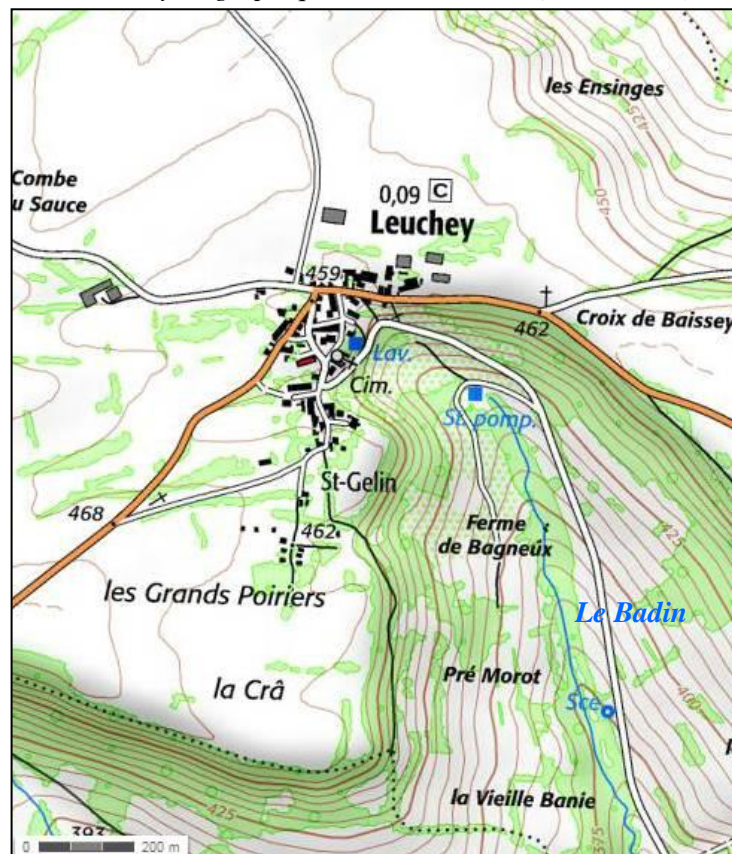 les Ensinges
425
450
Combe
u Sauce
0,09 C
Leuchey
459
462
Croix de Baissey
Lav.
Cim.
St. pomp.
St-Gelin
468
462
Ferme
de Bagneux
425
les Grands Poiriers
Le Badin
la Crâ
Pré Morot
400
Sce
la Vieille Banie
425
393
375
0 200 m